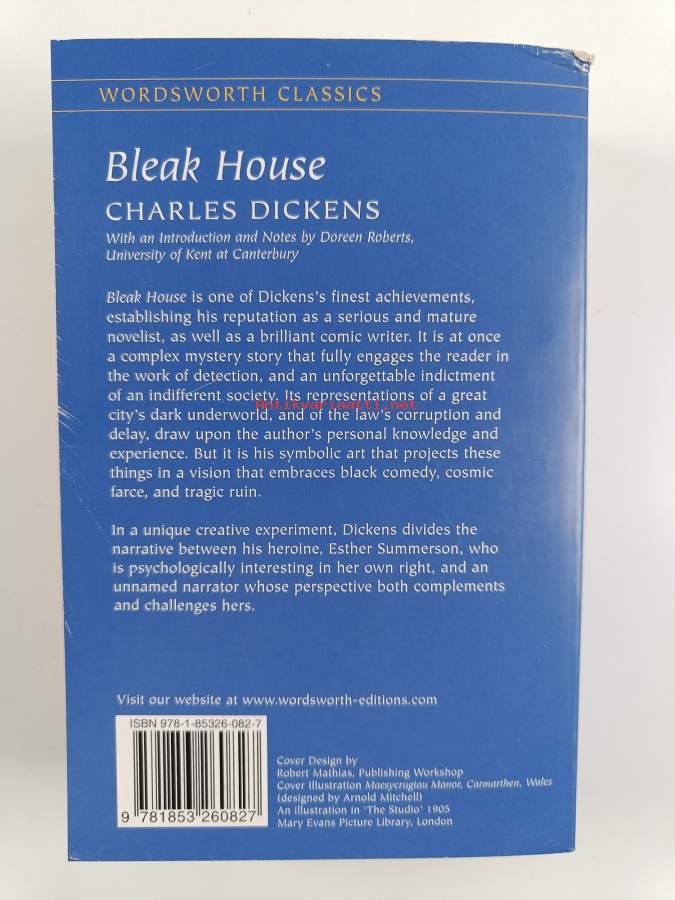 WORDSWORTH CLASSICS
Bleak House
CHARLES DICKENS
With an Introduction and Notes by Doreen Roberts,
University of Kent at Canterbury
Bleak House is one of Dickens's finest achievements,
establishing his reputation as a serious and mature
novelist, as well as a brilliant comic writer. It is at once
a complex mystery story that fully engages the reader in
the work of detection, and an unforgettable indictment
of an indifferent society. Its representations of a great
Antikvariaatti.net
city's dark underworld, and of the law's corruption and
delay, draw upon the author's personal knowledge and
experience. But it is his symbolic art that projects these
things in a vision that embraces black comedy, cosmic
farce, and tragic ruin.
In a unique creative experiment, Dickens divides the
narrative between his heroine, Esther Summerson, who
is psychologically interesting in her own right, and an
unnamed narrator whose perspective both complements
and challenges hers.
Visit our website at www.wordsworth-editions.com
ISBN 978-1-85326-082-7
9 781853 260827
Cover Design by
Robert Mathias, Publishing Workshop
Cover Illustration Maesycrugiau Manor, Carmarthen, Wales
(designed by Arnold Mitchell)
An illustration in 'The Studio' 1905
Mary Evans Picture Library, London